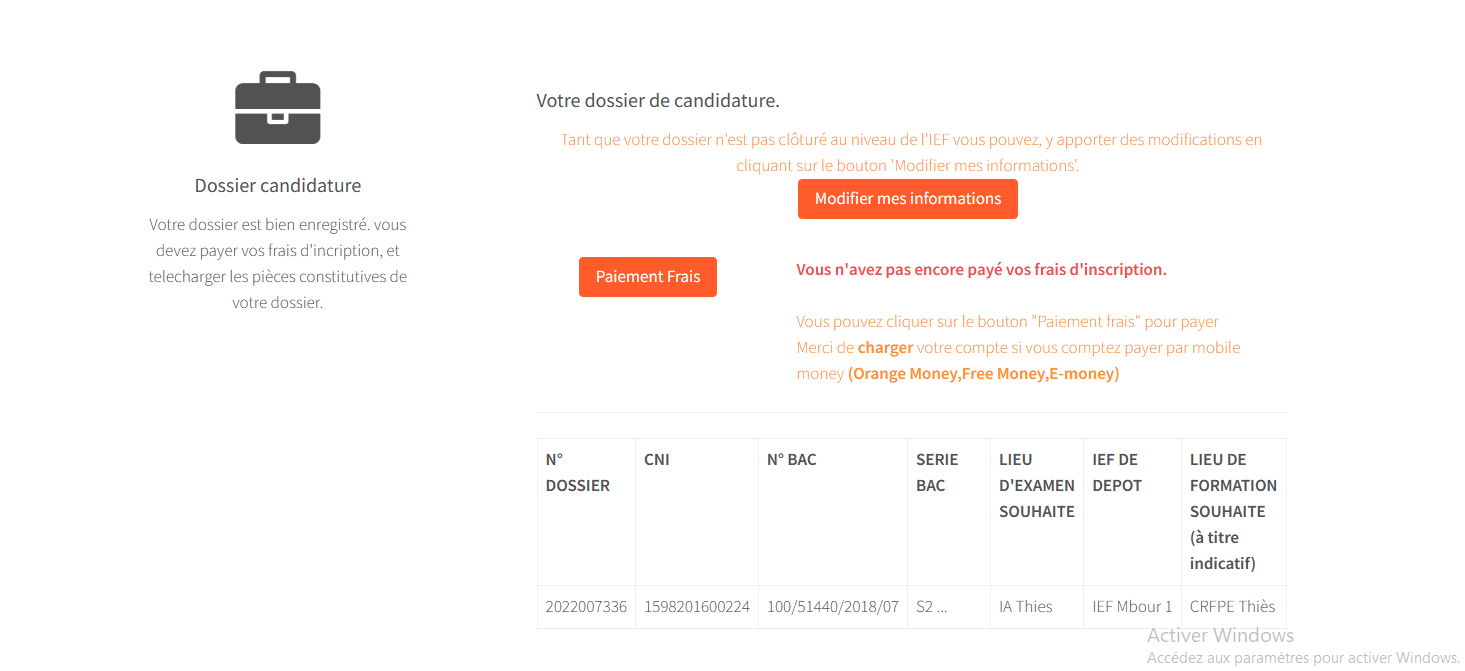 Dossier candidature
Votre dossier est bien enregistré. vous
devez payer vos frais d'incription, et
telecharger les pièces constitutives de
votre dossier.
Votre dossier de candidature.
Tant que votre dossier n'est pas clôturé au niveau de l'IEF vous pouvez, y apporter des modifications en
cliquant sur le bouton 'Modifier mes informations'.
Modifier mes informations
Paiement Frais
Vous n'avez pas encore payé vos frais d'inscription.
Vous pouvez cliquer sur le bouton "Paiement frais" pour payer
Merci de charger votre compte si vous comptez payer par mobile
money (Orange Money,Free Money,E-money)
N° DOSSIER CNI N° BAC SERIE BAC LIEU D'EXAMEN SOUHAITE IEF DE DEPOT LIEU DE FORMATION SOUHAITE (à titre indicatif)
2022007336 1598201600224 100/51440/2018/07 S2 ... IA Thies IEF Mbour 1 CRFPE Thiès
Activer Windows
Accédez aux paramètres pour activer Windows.